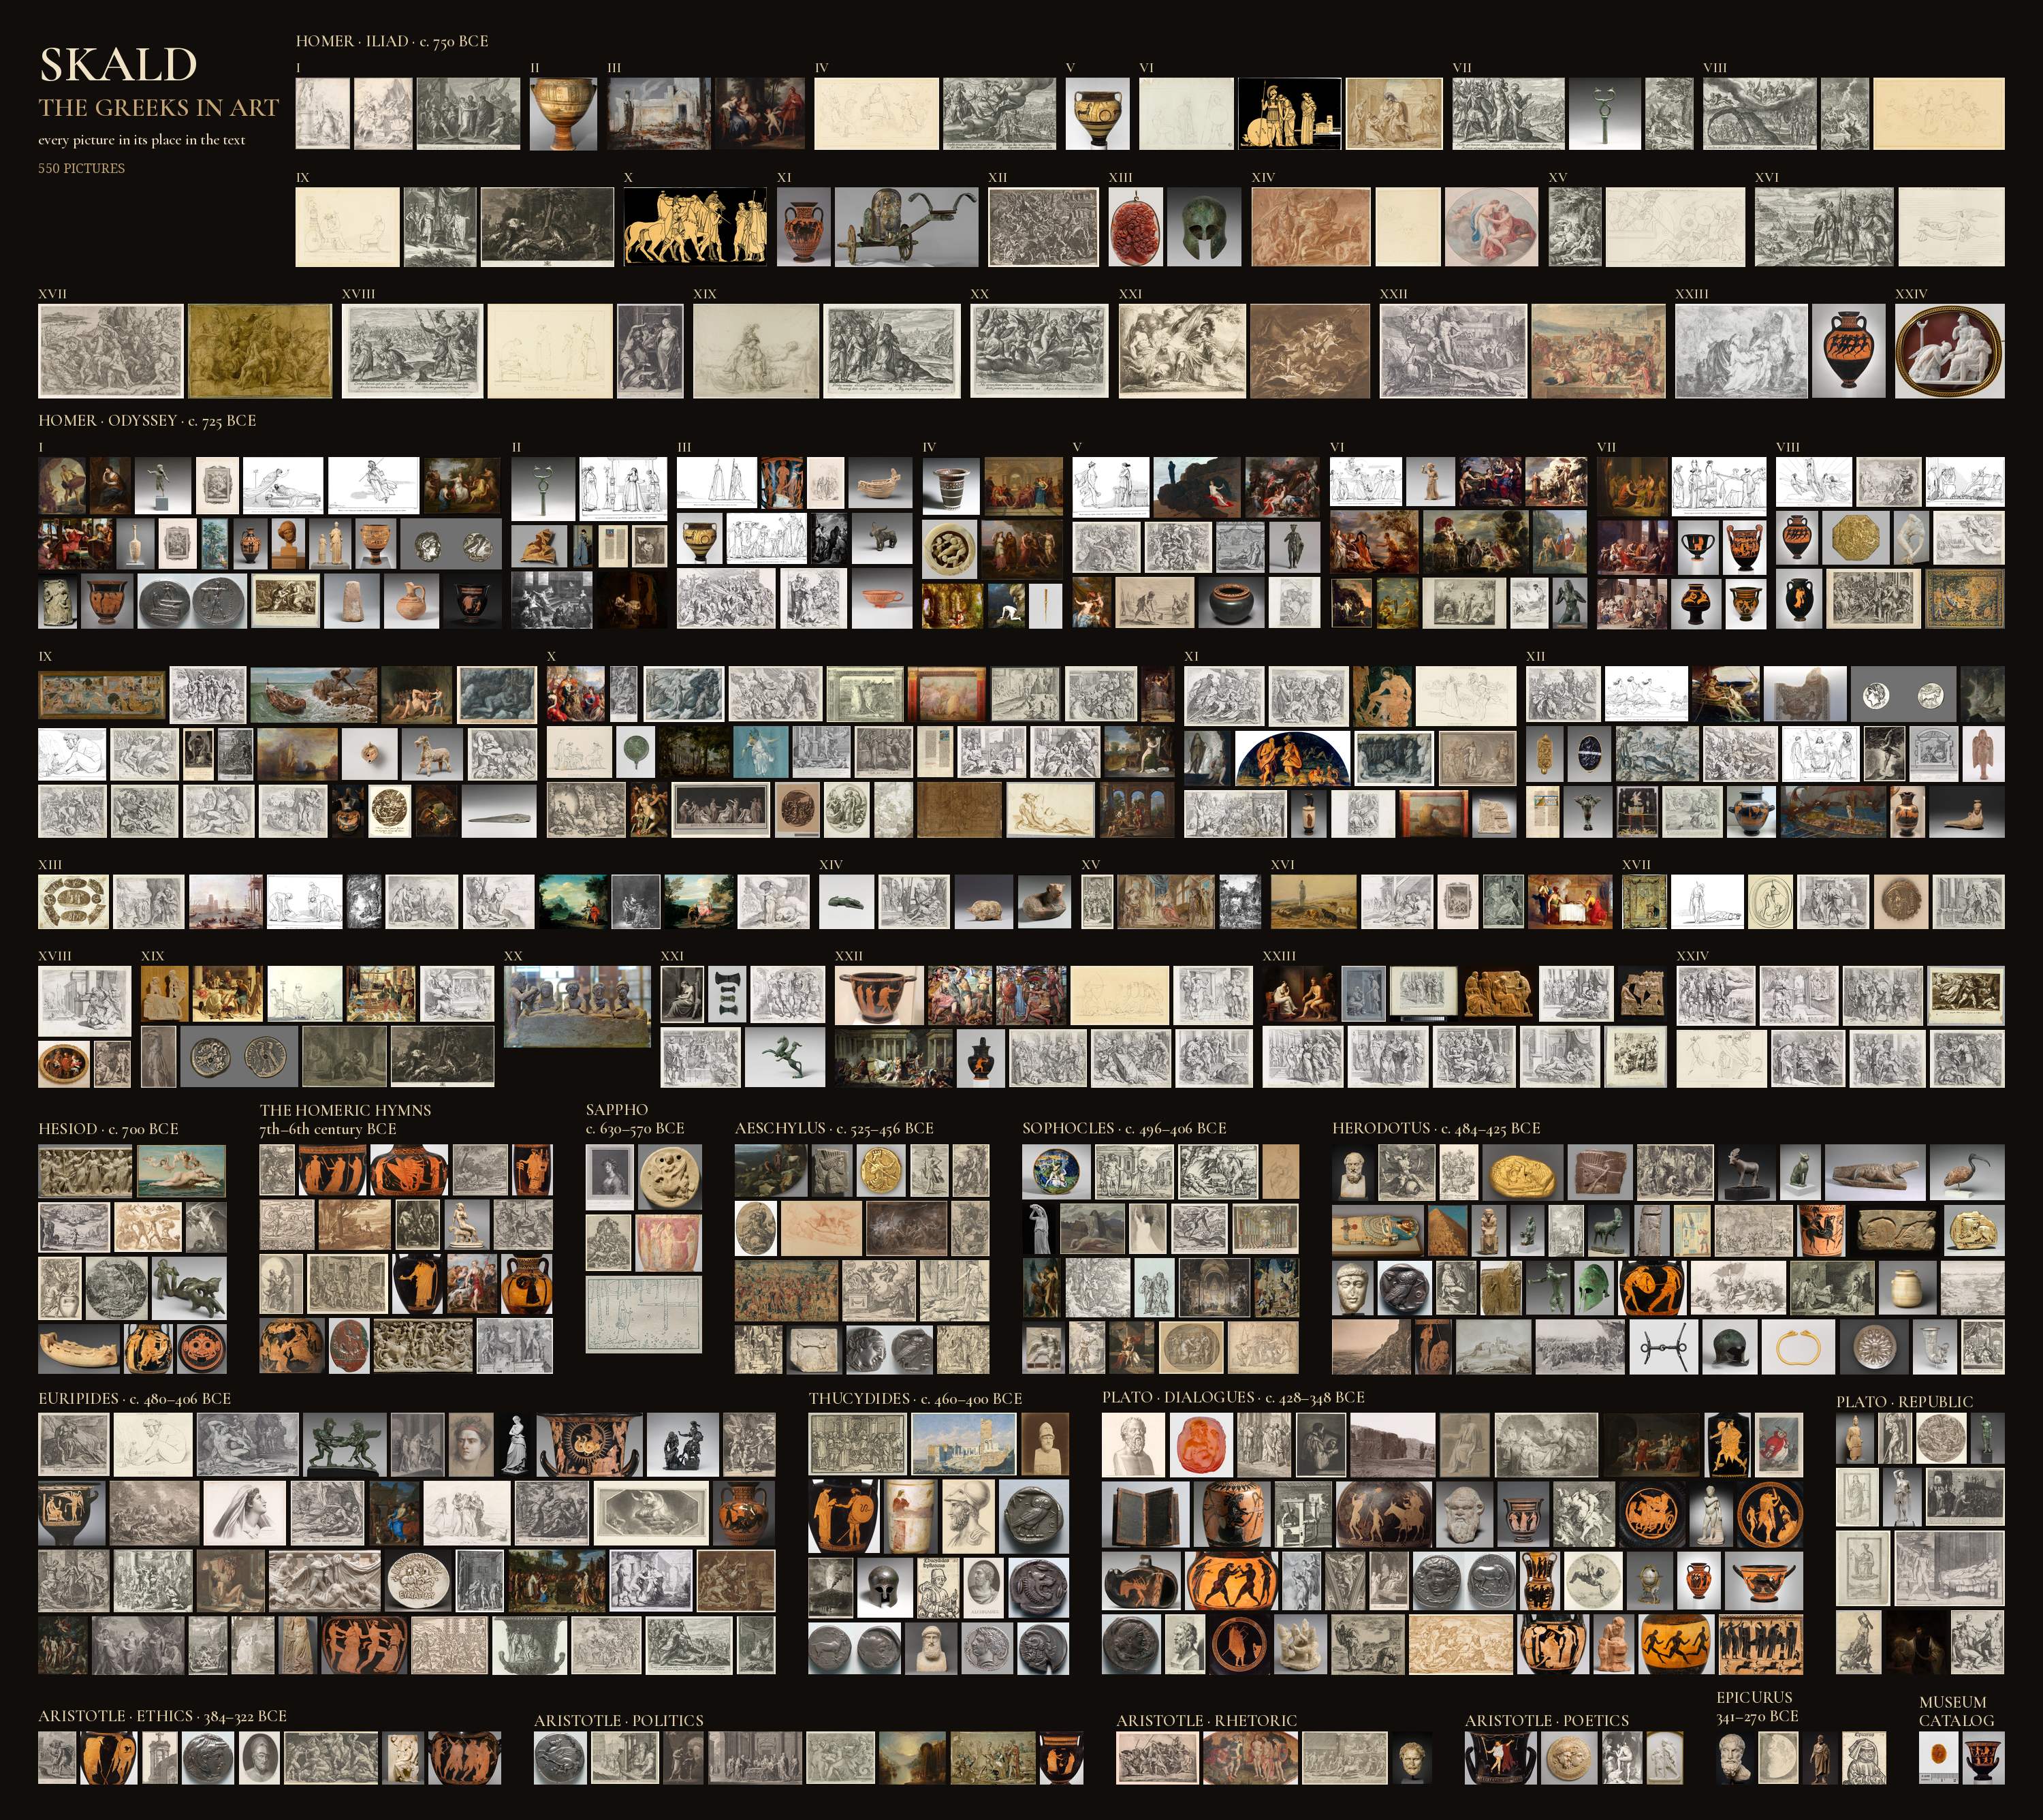 SKALD
THE GREEKS IN ART
every picture in its place in the text
550 PICTURES
HOMER · ILIAD · c. 750 BCE
I II III IV V VI VII VIII
IX X XI XII XIII XIV XV XVI
XVII XVIII XIX XX XXI XXII XXIII XXIV
HOMER · ODYSSEY · c. 725 BCE
I II III IV V VI VII VIII
IX X XI XII
XIII XIV XV XVI XVII
XVIII XIX XX XXI XXII XXIII XXIV
HESIOD · c. 700 BCE
THE HOMERIC HYMNS
7th–6th century BCE
SAPPHO
c. 630–570 BCE
AESCHYLUS · c. 525–456 BCE
SOPHOCLES · c. 496–406 BCE
HERODOTUS · c. 484–425 BCE
EURIPIDES · c. 480–406 BCE
THUCYDIDES · c. 460–400 BCE
PLATO · DIALOGUES · c. 428–348 BCE
PLATO · REPUBLIC
ARISTOTLE · ETHICS · 384–322 BCE
ARISTOTLE · POLITICS
ARISTOTLE · RHETORIC
ARISTOTLE · POETICS
EPICURUS
341–270 BCE
MUSEUM
CATALOG